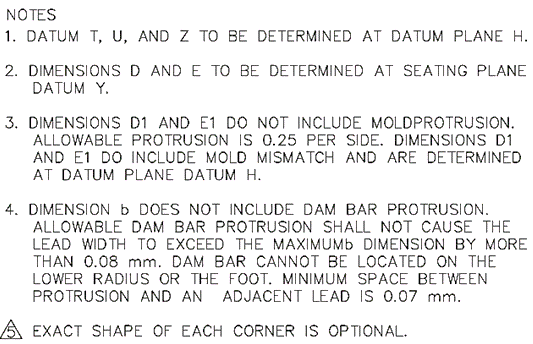 NOTES
1. DATUM T, U, AND Z TO BE DETERMINED AT DATUM PLANE H.
2. DIMENSIONS D AND E TO BE DETERMINED AT SEATING PLANE
DATUM Y.
3. DIMENSIONS D1 AND E1 DO NOT INCLUDE MOLDPROTRUSION.
ALLOWABLE PROTRUSION IS 0.25 PER SIDE. DIMENSIONS D1
AND E1 DO INCLUDE MOLD MISMATCH AND ARE DETERMINED
AT DATUM PLANE DATUM H.
4. DIMENSION b DOES NOT INCLUDE DAM BAR PROTRUSION.
ALLOWABLE DAM BAR PROTRUSION SHALL NOT CAUSE THE
LEAD WIDTH TO EXCEED THE MAXIMUMb DIMENSION BY MORE
THAN 0.08 mm. DAM BAR CANNOT BE LOCATED ON THE
LOWER RADIUS OR THE FOOT. MINIMUM SPACE BETWEEN
PROTRUSION AND AN ADJACENT LEAD IS 0.07 mm.
5 EXACT SHAPE OF EACH CORNER IS OPTIONAL.